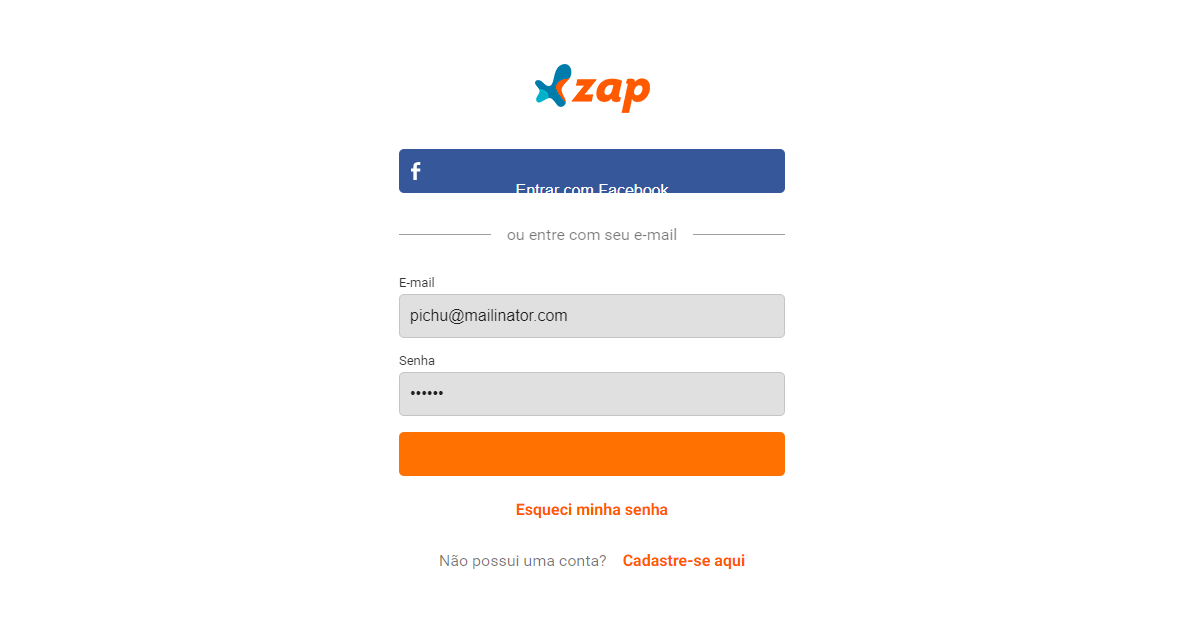 zap
Entrar com Facebook
ou entre com seu e-mail
E-mail
pichu@mailinator.com
Senha
••••••
Esqueci minha senha
Não possui uma conta? Cadastre-se aqui